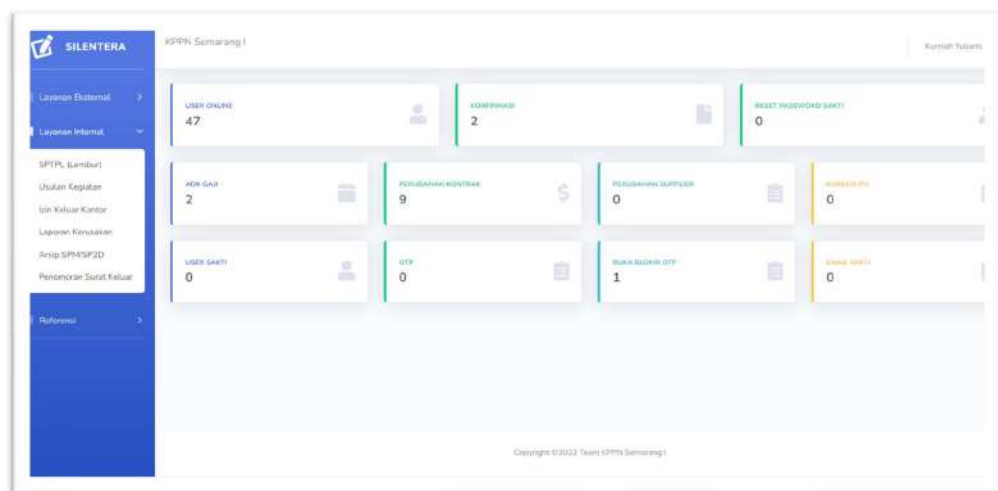 SILENTERA
KPPN Semarang I
Kurniah Yulianti
Layanan Eksternal
Layanan Internal
SPTPL (Lembur)
Usulan Kegiatan
Izin Keluar Kantor
Laporan Kerusakan
Arsip SPM/SP2D
Penomoran Surat Keluar
Referensi
USER ONLINE
47
KONFIRMASI
2
RESET PASSWORD SAKTI
0
ADK GAJI
2
PERUBAHAN KONTRAK
9
PERUBAHAN SUPPLIER
0
0
USER SAKTI
0
OTP
0
BUKA BLOKIR OTP
1
0
Copyright ©2022 Team KPPN Semarang I